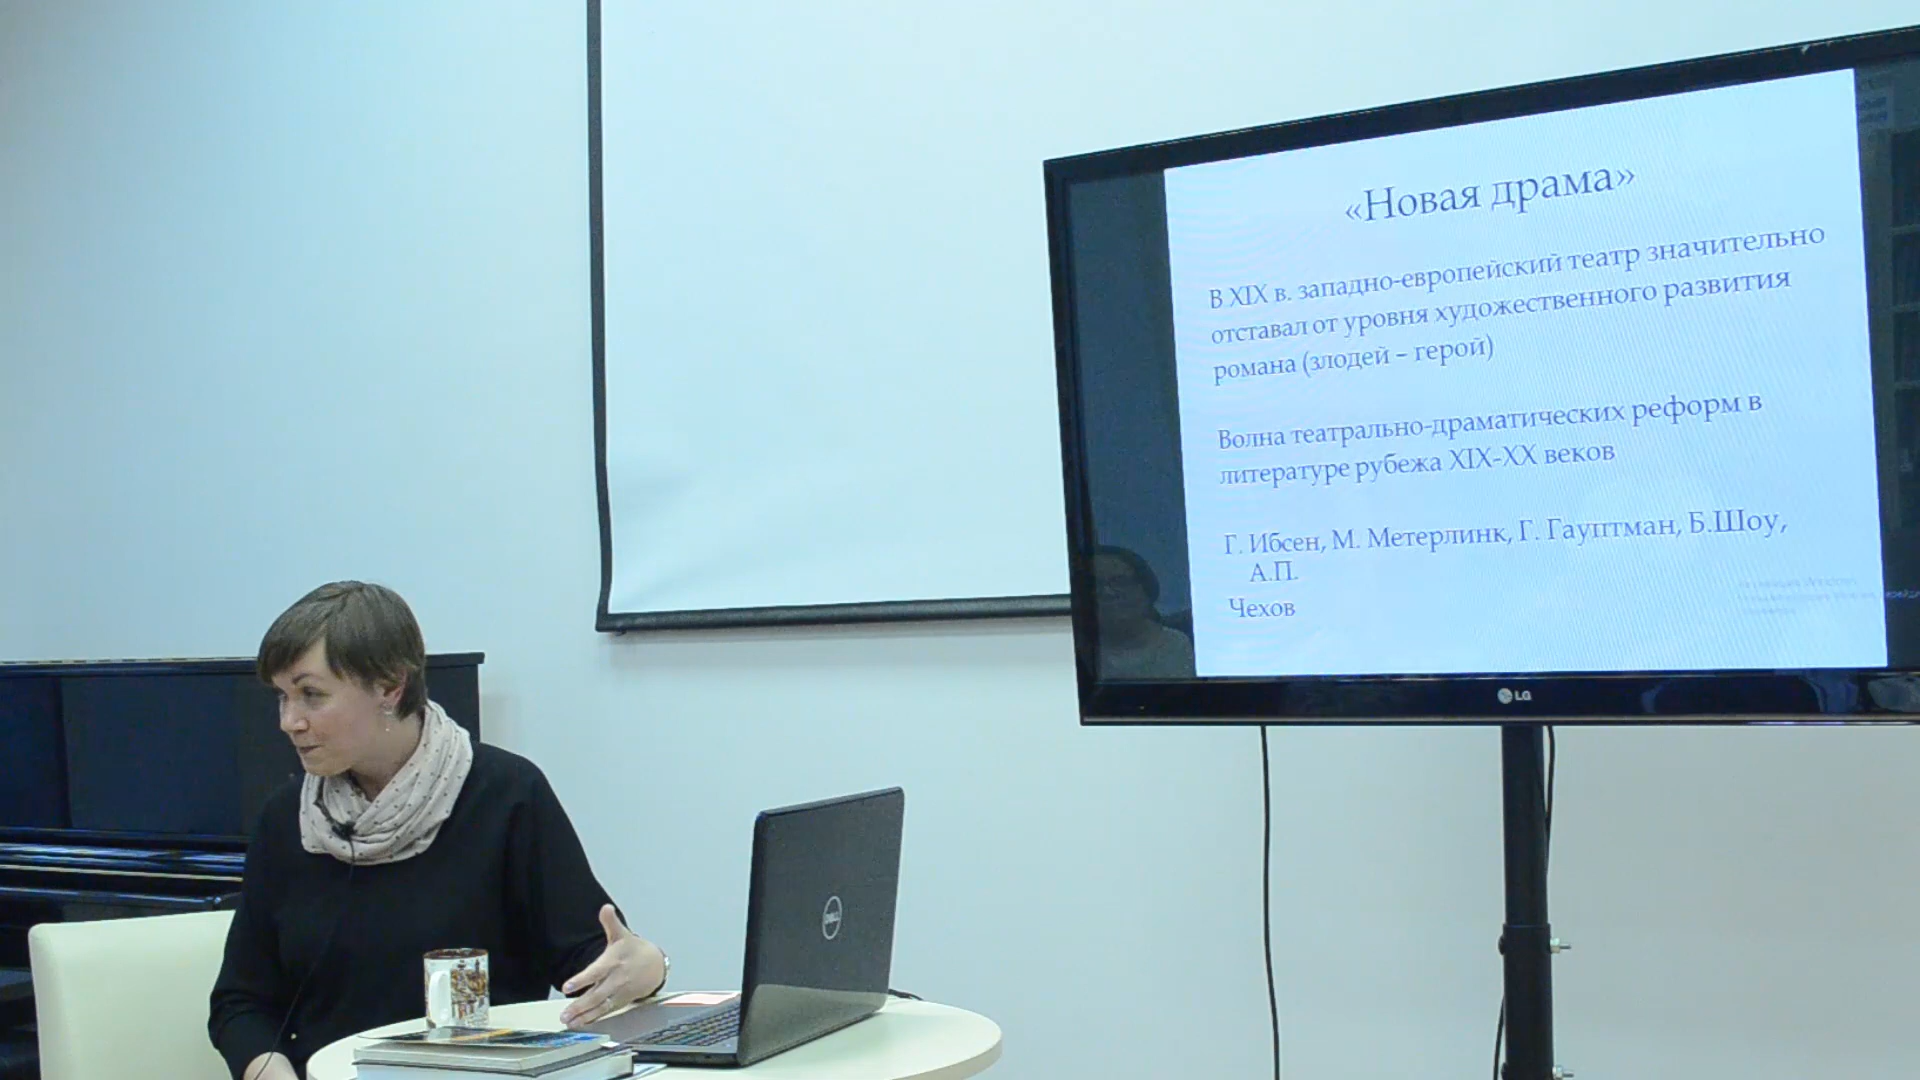 «Новая драма»
В XIX в. западно-европейский театр значительно
отставал от уровня художественного развития
романа (злодей – герой)
Волна театрально-драматических реформ в
литературе рубежа XIX-XX веков
Г. Ибсен, М. Метерлинк, Г. Гауптман, Б.Шоу,
А.П.
Чехов
LG
DELL